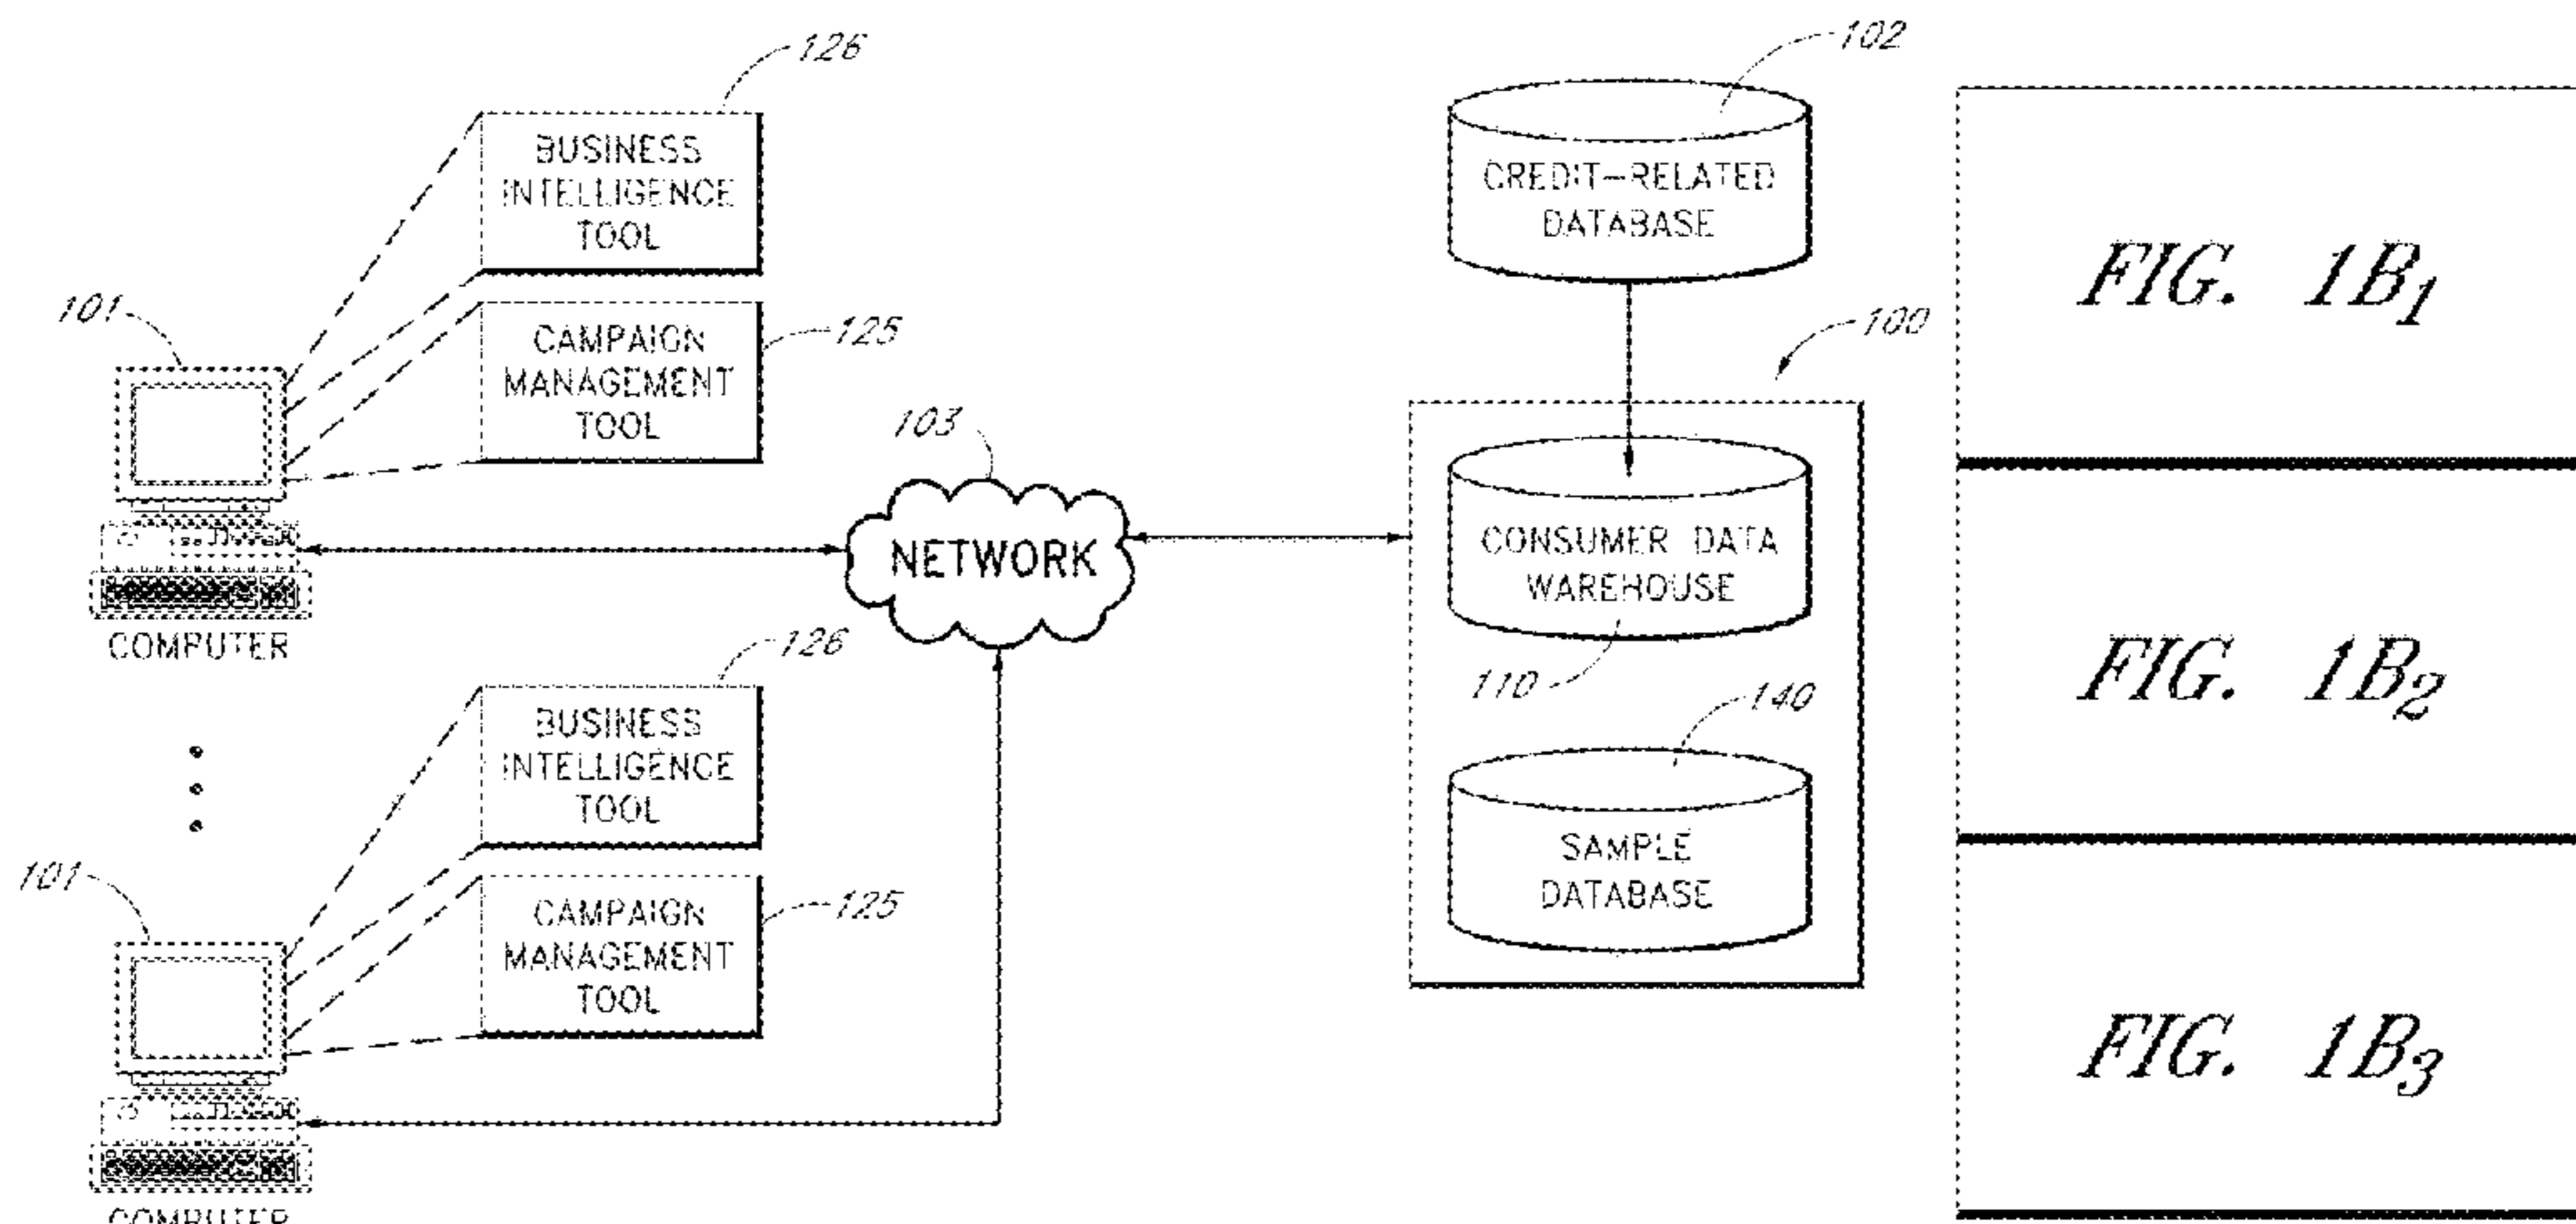 126
BUSINESS
INTELLIGENCE
TOOL
101
CAMPAIGN
MANAGEMENT
TOOL
125
COMPUTER
103
NETWORK
126
BUSINESS
INTELLIGENCE
TOOL
101
CAMPAIGN
MANAGEMENT
TOOL
125
COMPUTER
102
CREDIT-RELATED
DATABASE
100
CONSUMER DATA
WAREHOUSE
110
140
SAMPLE
DATABASE
FIG. 1B1
FIG. 1B2
FIG. 1B3